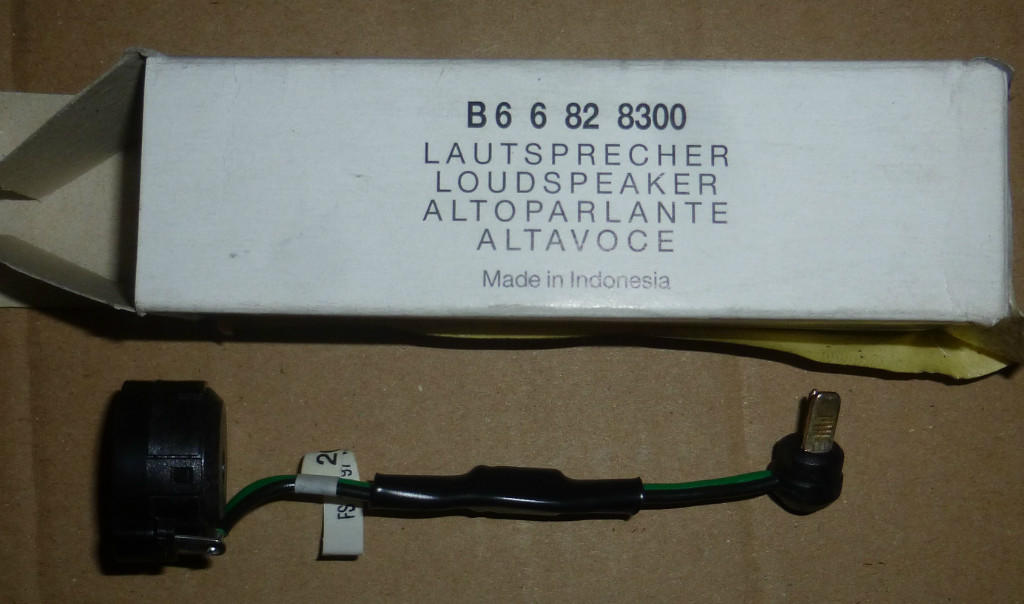 B6 6 82 8300
LAUTSPRECHER
LOUDSPEAKER
ALTOPARLANTE
ALTAVOCE
Made in Indonesia